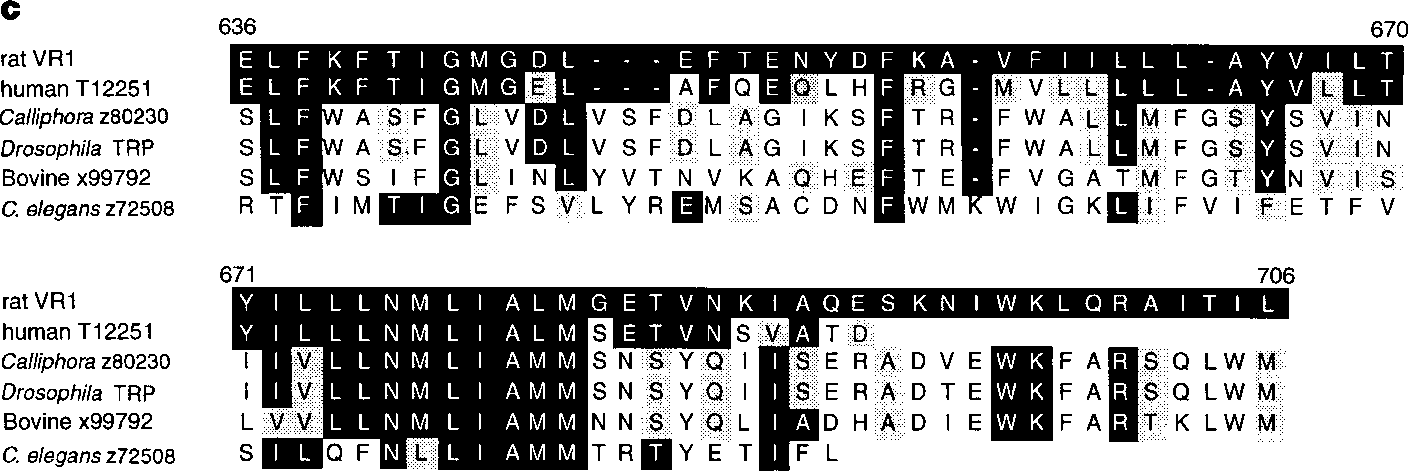 c
636 670
rat VR1 E L F K F T I G M G D L - - - E F T E N Y D F K A - V F I I L L L - A Y V I L T
human T12251 E L F K F T I G M G E L - - - A F Q E Q L H F R G - M V L L L L L - A Y V L L T
Calliphora z80230 S L F W A S F G L V D L V S F D L A G I K S F T R - F W A L L M F G S Y S V I N
Drosophila TRP S L F W A S F G L V D L V S F D L A G I K S F T R - F W A L L M F G S Y S V I N
Bovine x99792 S L F W S I F G L I N L Y V T N V K A Q H E F T E - F V G A T M F G T Y N V I S
C. elegans z72508 R T F I M T I G E F S V L Y R E M S A C D N F W M K W I G K L I F V I F E T F V
671 706
rat VR1 Y I L L L N M L I A L M G E T V N K I A Q E S K N I W K L Q R A I T I L
human T12251 Y I L L L N M L I A L M S E T V N S V A T D
Calliphora z80230 I I V L L N M L I A M M S N S Y Q I I S E R A D V E W K F A R S Q L W M
Drosophila TRP I I V L L N M L I A M M S N S Y Q I I S E R A D T E W K F A R S Q L W M
Bovine x99792 L V V L L N M L I A M M N N S Y Q L I A D H A D I E W K F A R T K L W M
C. elegans z72508 S I L Q F N L L I A M M T R T Y E T I F L